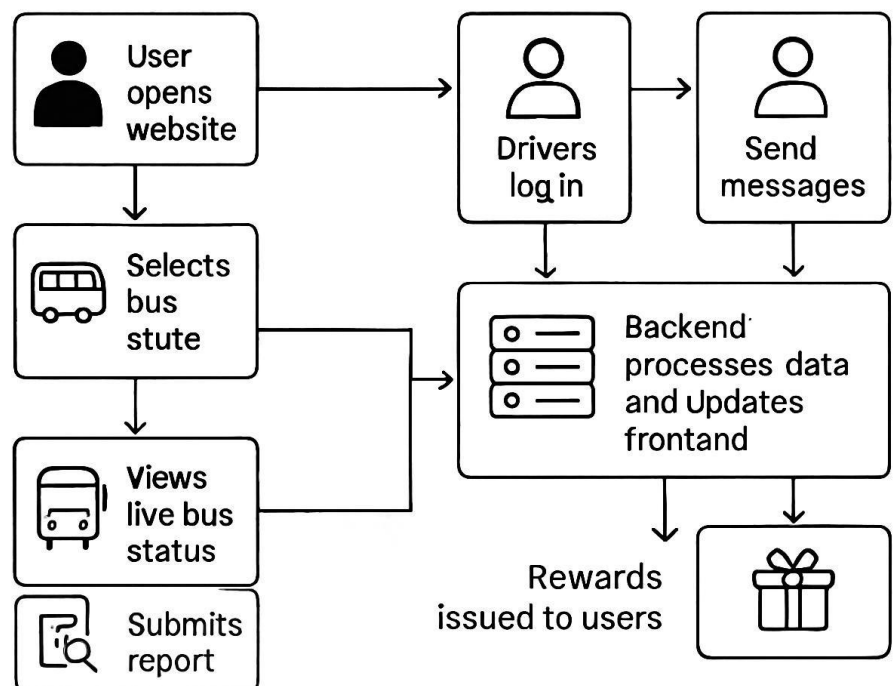 User
opens
website
Drivers
log in
Send
messages
Selects
bus
stute
Backend
processes data
and Updates
frontand
Views
live bus
status
Rewards
issued to users
Submits
report